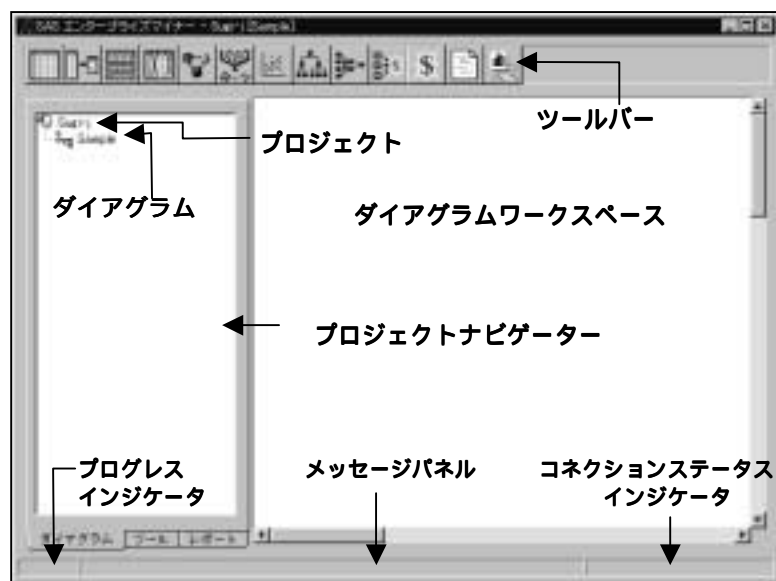 SAS エンタープライズマイナー - Sugi [Sample]
ツールバー
Sugi
Sample
プロジェクト
ダイアグラム
ダイアグラムワークスペース
プロジェクトナビゲーター
プログレス
インジケータ
メッセージパネル
コネクションステータス
インジケータ
ダイアグラム ツール レポート